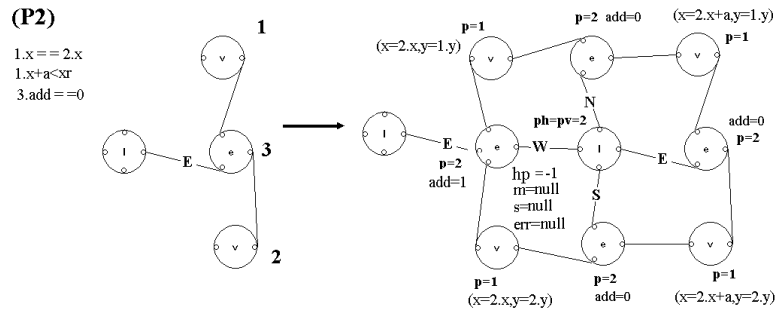 (P2)
1.x = = 2.x
1.x+a<xr
3.add = =0
1
v
I
E
e
3
v
2
p=1
(x=2.x,y=1.y)
v
p=2 add=0
e
(x=2.x+a,y=1.y)
p=1
v
N
ph=pv=2
add=0
I
E
e
W
I
E
e
p=2
p=2
add=1
hp = -1
m=null
s=null
err=null
S
v
e
v
p=1
(x=2.x,y=2.y)
p=2
add=0
p=1
(x=2.x+a,y=2.y)